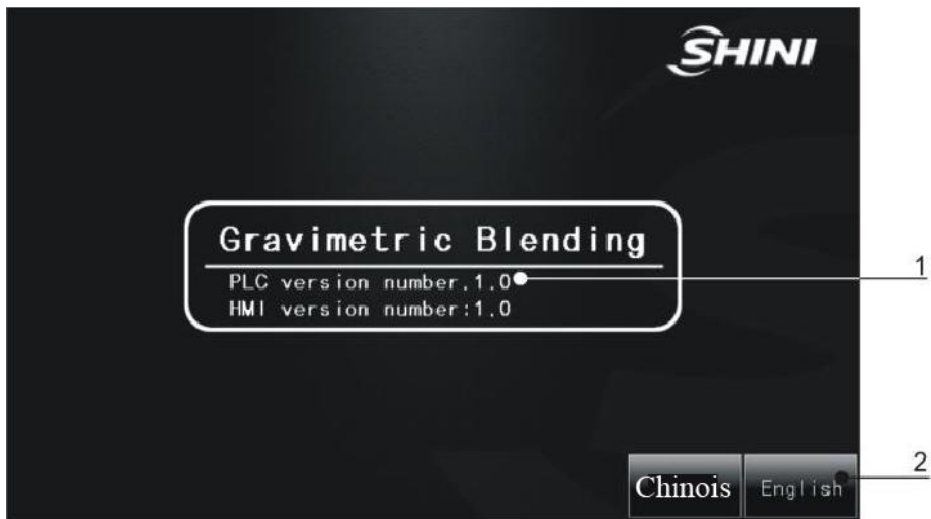 SHINI
Gravimetric Blending
PLC version number.1.0
HMI version number:1.0
1
2
Chinois
English